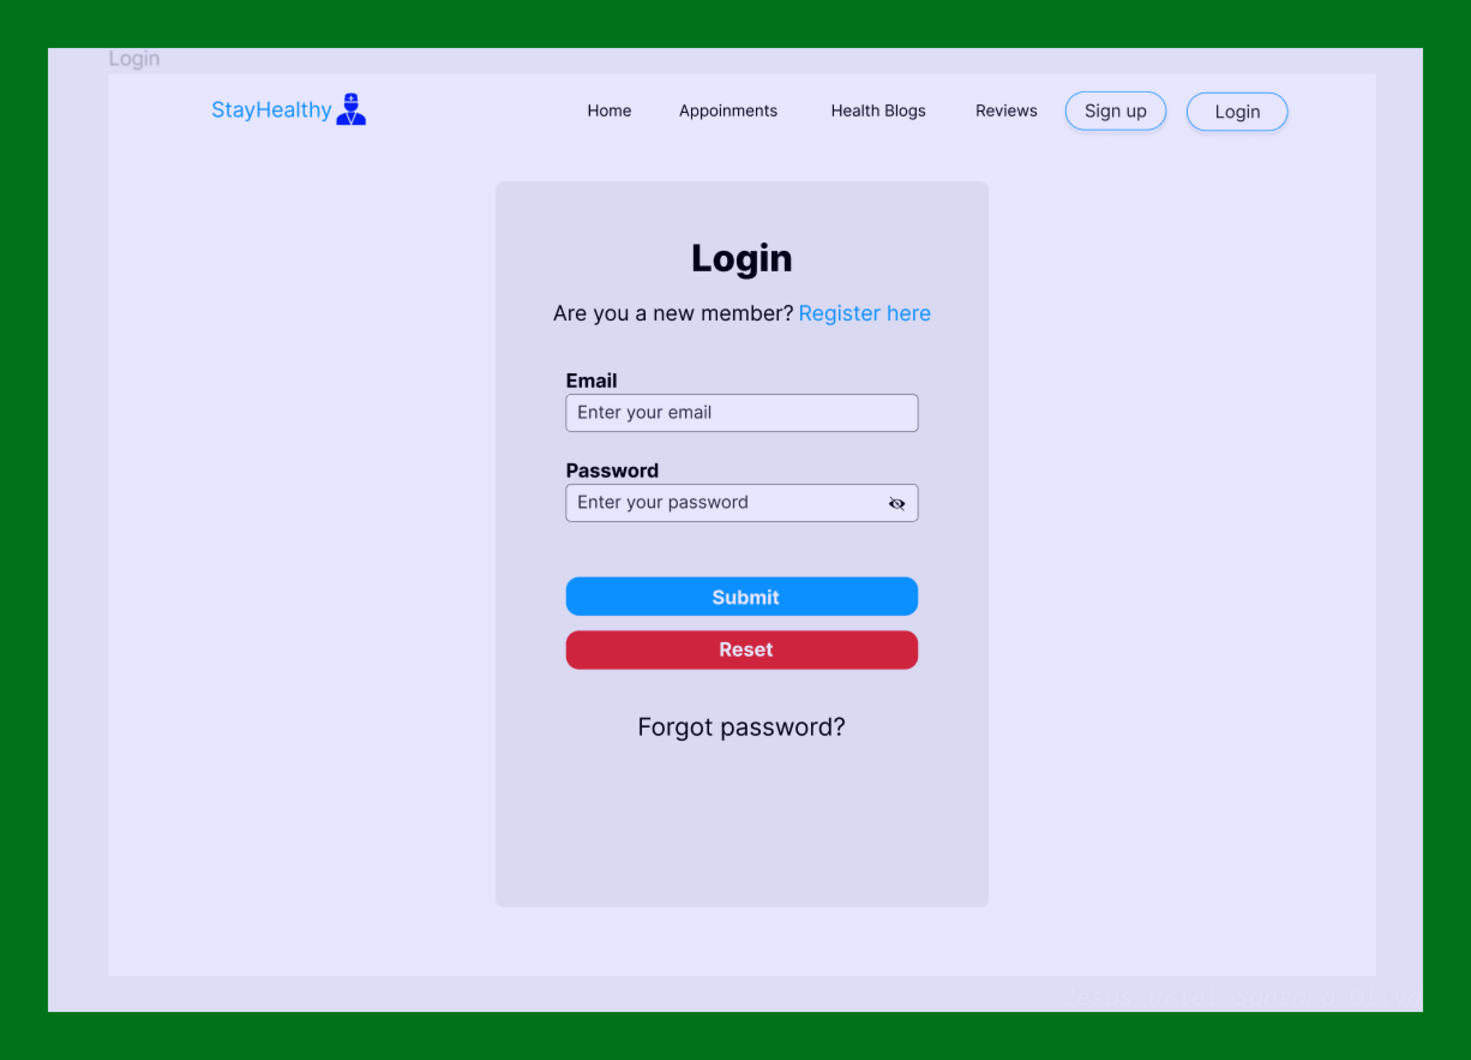 Login
StayHealthy
Home Appoinments Health Blogs Reviews Sign up Login
Login
Are you a new member? Register here
Email
Enter your email
Password
Enter your password
Submit
Reset
Forgot password?